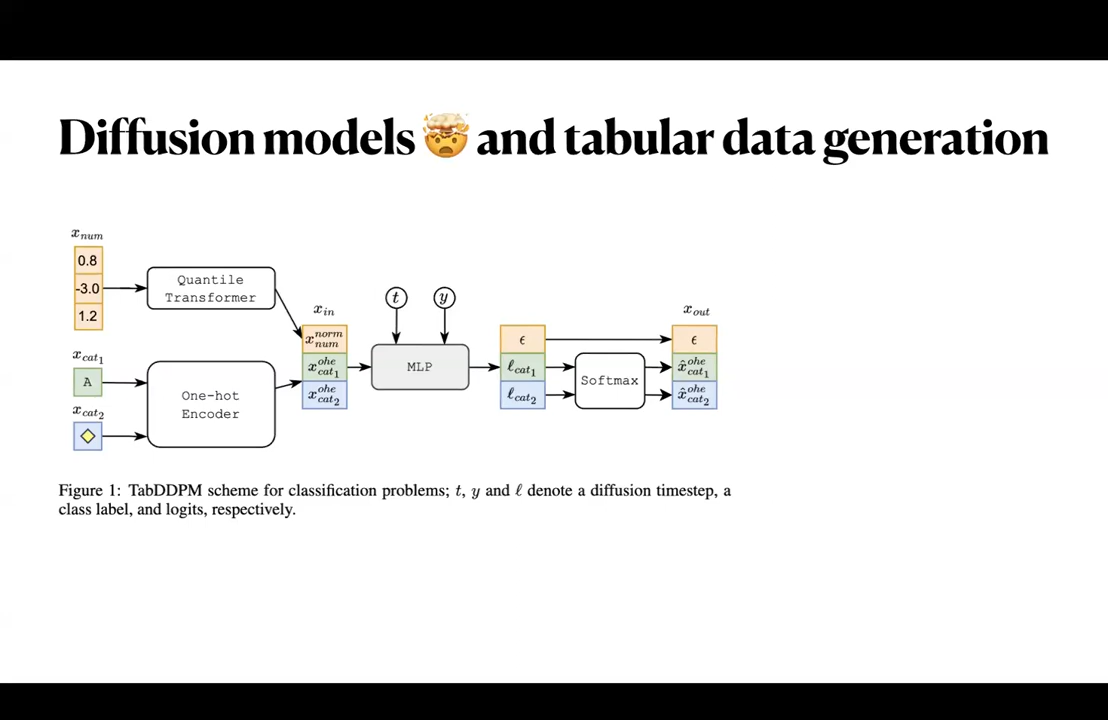 Diffusion models 🤯 and tabular data generation
x_num
0.8
-3.0
1.2
Quantile
Transformer
x_cat₁
A
x_cat₂
One-hot
Encoder
x_in
x_num^norm
x_cat₁^ohe
x_cat₂^ohe
t
y
MLP
ϵ
ℓ_cat₁
ℓ_cat₂
Softmax
x_out
ϵ
x̂_cat₁^ohe
x̂_cat₂^ohe
Figure 1: TabDDPM scheme for classification problems; t, y and ℓ denote a diffusion timestep, a
class label, and logits, respectively.